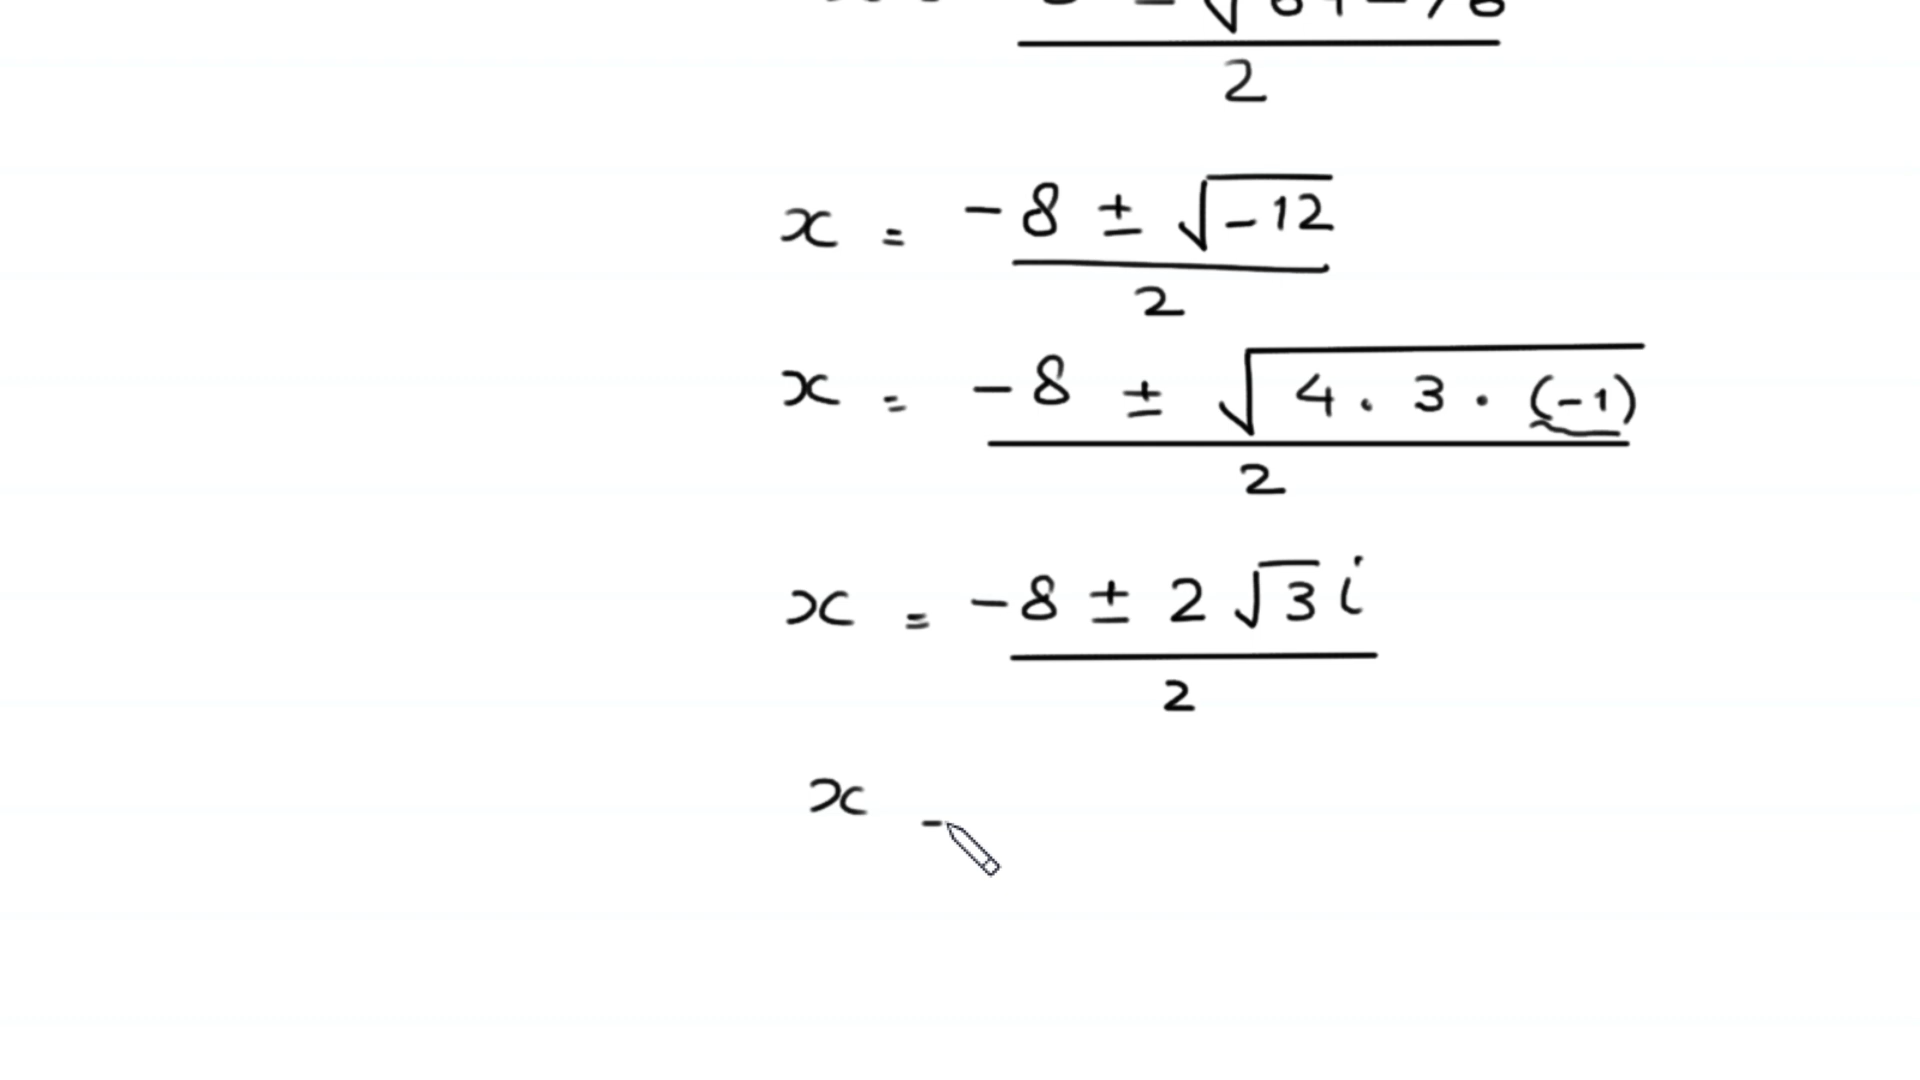 2
x = -8 ± √-12
2
x = -8 ± √4 . 3 . (-1)
2
x = -8 ± 2 √3 i
2
x -